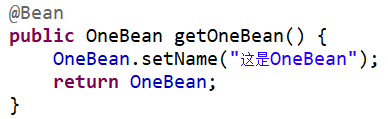 @Bean
public OneBean getOneBean() {
    OneBean.setName("这是OneBean");
    return OneBean;
}